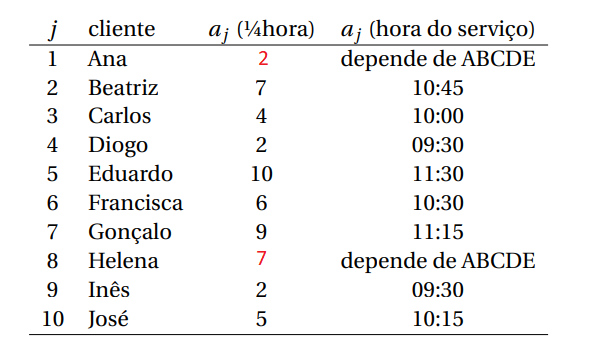 j cliente aj (¼hora) aj (hora do serviço)
1 Ana 2 depende de ABCDE
2 Beatriz 7 10:45
3 Carlos 4 10:00
4 Diogo 2 09:30
5 Eduardo 10 11:30
6 Francisca 6 10:30
7 Gonçalo 9 11:15
8 Helena 7 depende de ABCDE
9 Inês 2 09:30
10 José 5 10:15